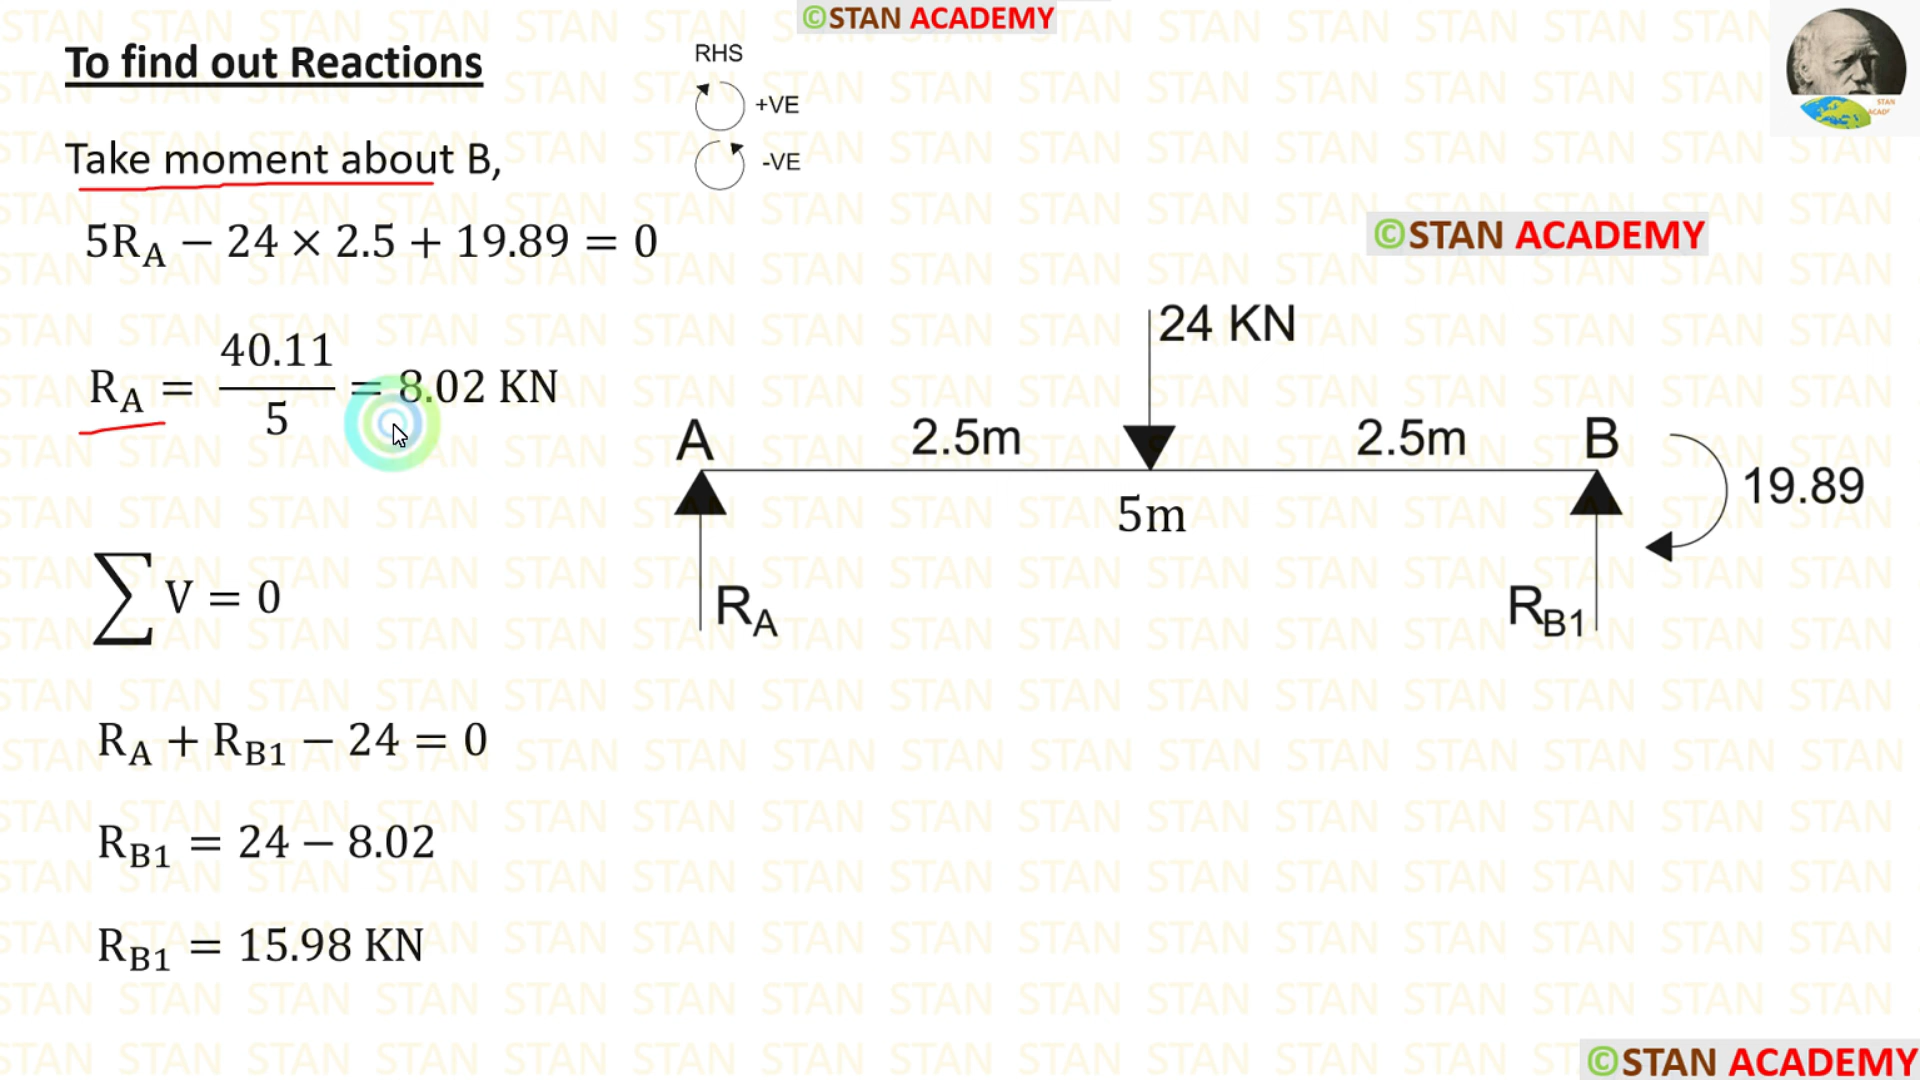 ©STAN ACADEMY
To find out Reactions
RHS
+VE
-VE
Take moment about B,
5R_A − 24 × 2.5 + 19.89 = 0
©STAN ACADEMY
R_A = 40.11/5 = 8.02 KN
24 KN
A
2.5m
2.5m
B
19.89
5m
R_A
R_B1
∑ V = 0
R_A + R_B1 − 24 = 0
R_B1 = 24 − 8.02
R_B1 = 15.98 KN
©STAN ACADEMY